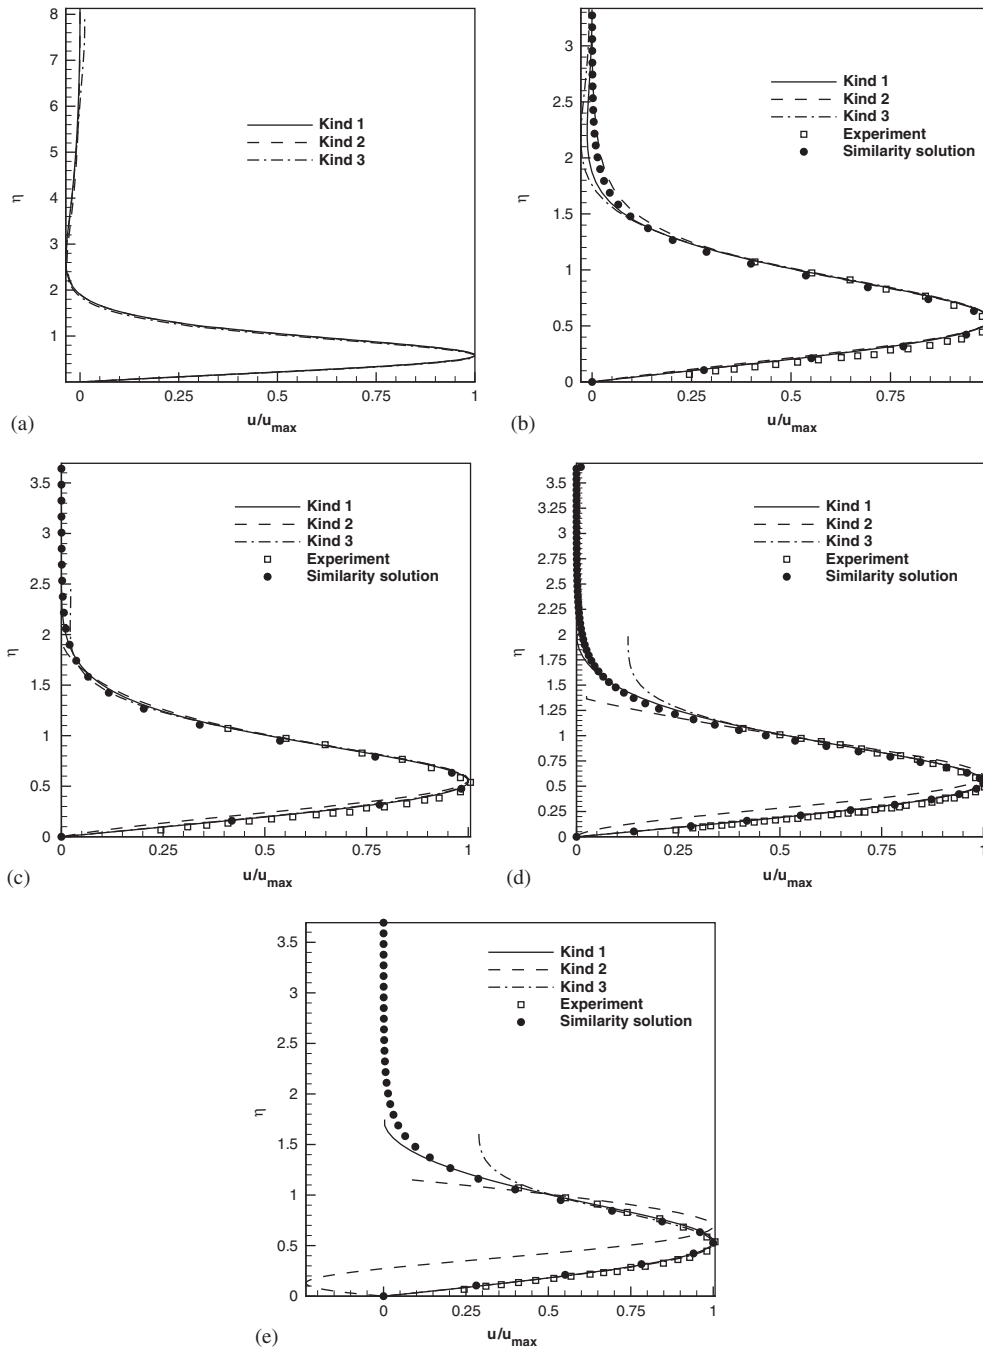 8
7
6
5
4
3
2
1
η
Kind 1
Kind 2
Kind 3
0
0.25
0.5
0.75
1
(a)
u/u_max
3
2.5
2
1.5
1
0.5
0
η
Kind 1
Kind 2
Kind 3
Experiment
Similarity solution
0
0.25
0.5
0.75
(b)
u/u_max
3.5
3
2.5
2
1.5
1
0.5
0
η
Kind 1
Kind 2
Kind 3
Experiment
Similarity solution
0
0.25
0.5
0.75
1
(c)
u/u_max
3.5
3.25
3
2.75
2.5
2.25
2
1.75
1.5
1.25
1
0.75
0.5
0.25
0
η
Kind 1
Kind 2
Kind 3
Experiment
Similarity solution
0
0.25
0.5
0.75
1
(d)
u/u_max
3.5
3
2.5
2
1.5
1
0.5
0
η
Kind 1
Kind 2
Kind 3
Experiment
Similarity solution
0
0.25
0.5
0.75
1
(e)
u/u_max